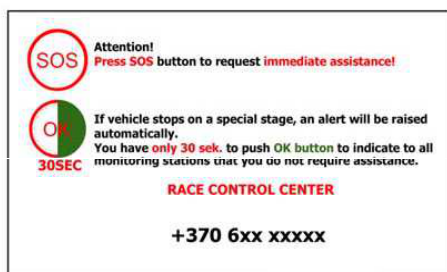 SOS
Attention!
Press SOS button to request immediate assistance!
OK
30SEC
If vehicle stops on a special stage, an alert will be raised
automatically.
You have only 30 sek. to push OK button to indicate to all
monitoring stations that you do not require assistance.
RACE CONTROL CENTER
+370 6xx xxxxx